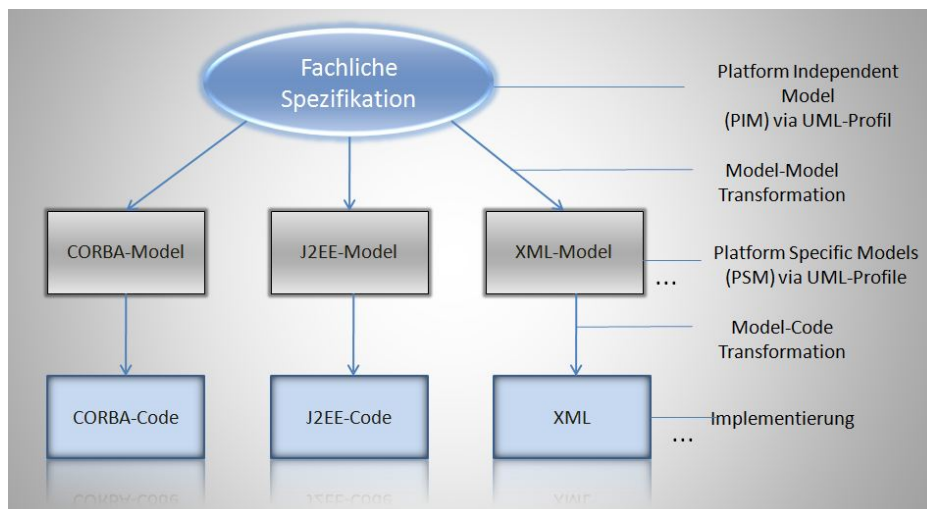 Fachliche
Spezifikation
Platform Independent
Model
(PIM) via UML-Profil
Model-Model
Transformation
CORBA-Model
J2EE-Model
XML-Model
...
Platform Specific Models
(PSM) via UML-Profile
Model-Code
Transformation
CORBA-Code
J2EE-Code
XML
...
Implementierung